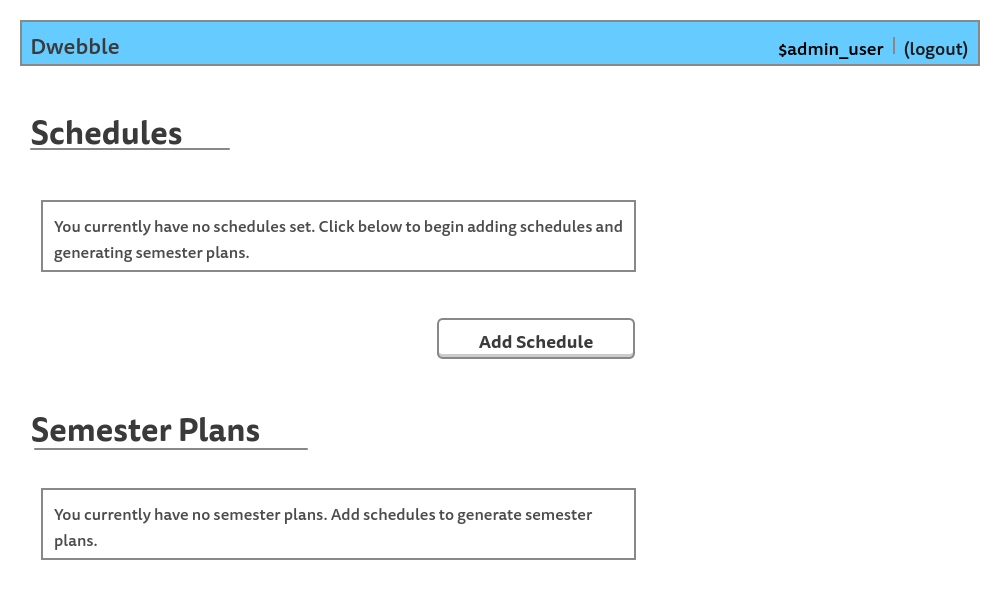 Dwebble
$admin_user | (logout)
Schedules
You currently have no schedules set. Click below to begin adding schedules and
generating semester plans.
Add Schedule
Semester Plans
You currently have no semester plans. Add schedules to generate semester
plans.